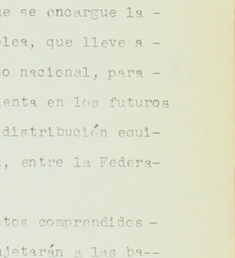 ue se encargue la -
lea, que lleve a -
o nacional, para -
enta en los futuros
distribución equi-
, entre la Federa-
tos comprendidos -
jetarán a las ba--